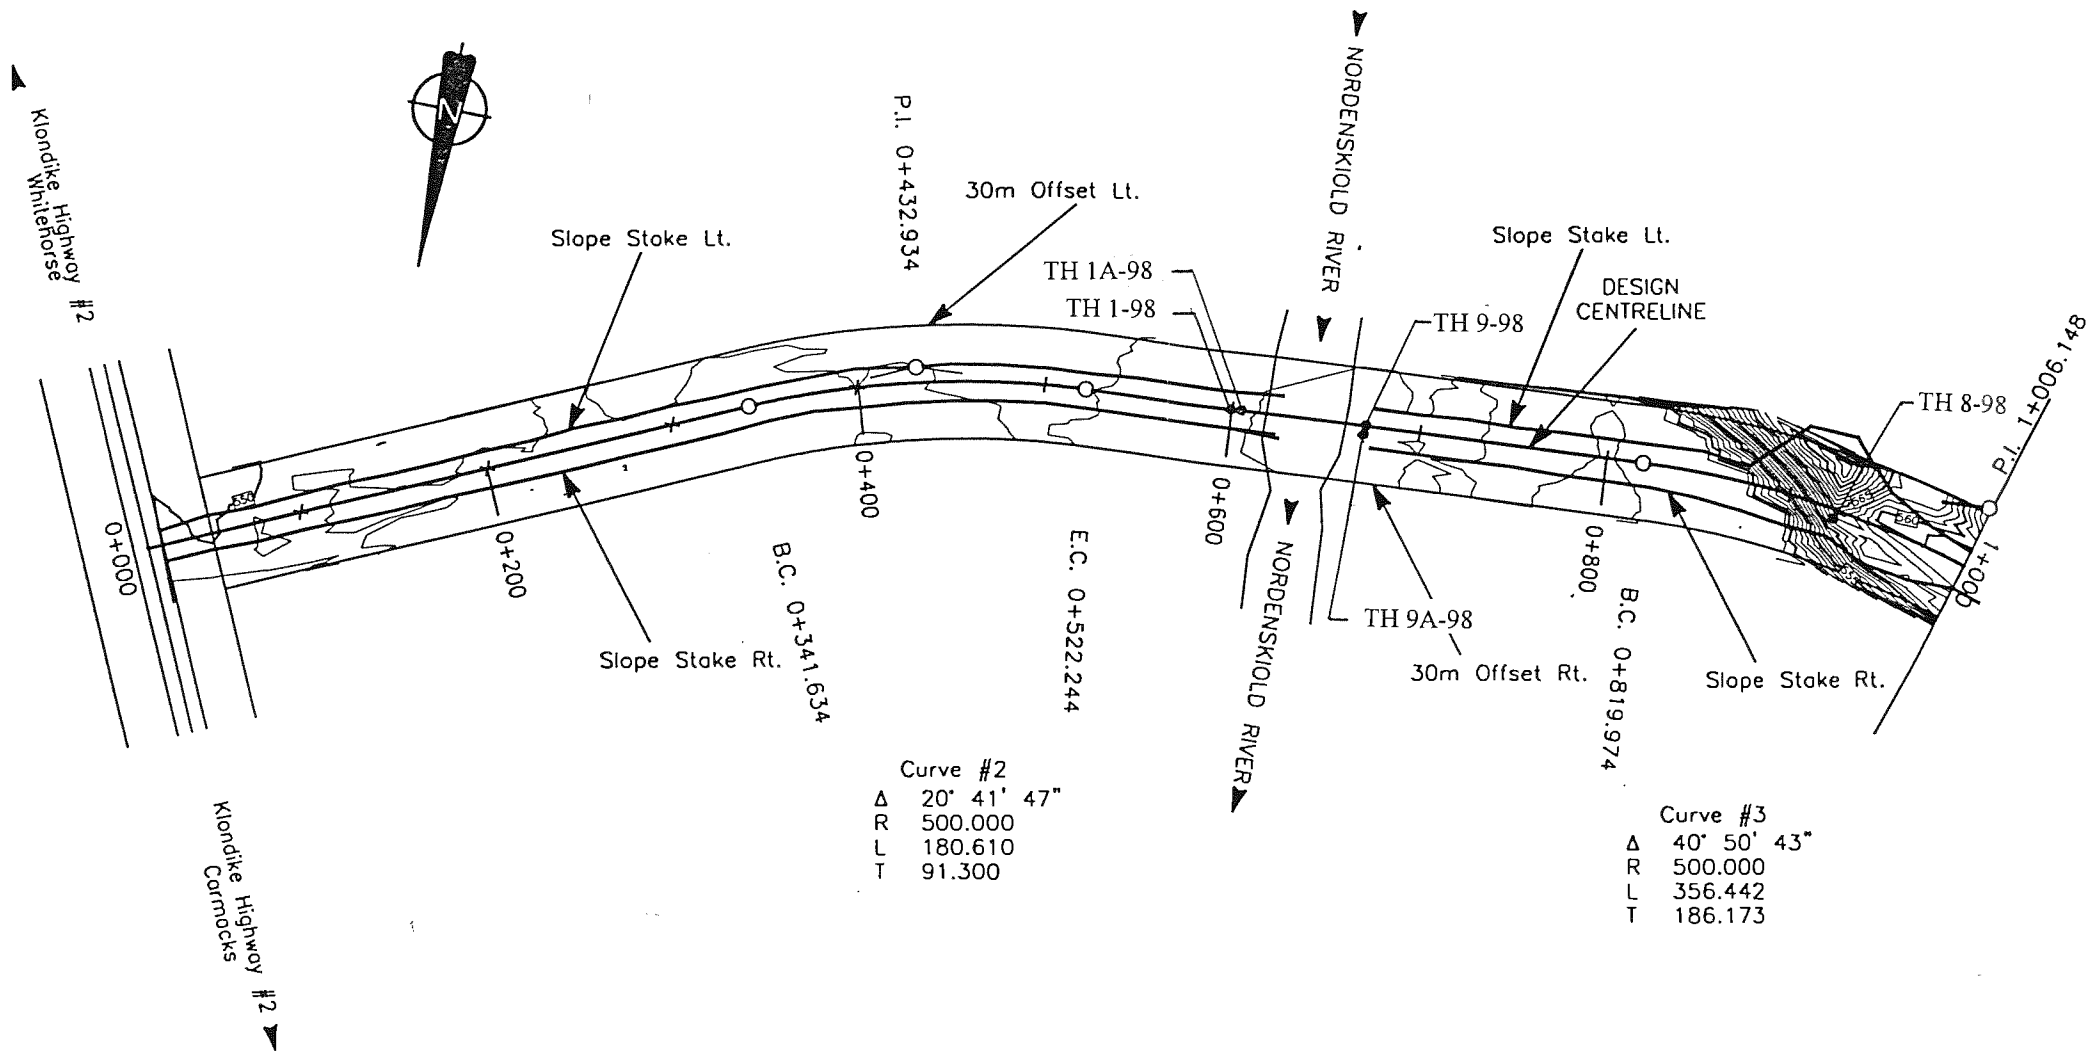 Klondike Highway #2
Whitehorse
N
P.I. 0+432.934
30m Offset Lt.
Slope Stake Lt.
TH 1A-98
TH 1-98
NORDENSKIOLD RIVER
TH 9-98
Slope Stake Lt.
DESIGN
CENTRELINE
TH 8-98
P.I. 1+006.148
550
0+000
0+200
0+400
0+600
0+800
1+000
560
B.C. 0+341.634
E.C. 0+522.244
B.C. 0+819.974
NORDENSKIOLD RIVER
Slope Stake Rt.
TH 9A-98
30m Offset Rt.
Slope Stake Rt.
Curve #2
Δ 20° 41' 47"
R 500.000
L 180.610
T 91.300
Curve #3
Δ 40° 50' 43"
R 500.000
L 356.442
T 186.173
Klondike Highway #2
Carmacks